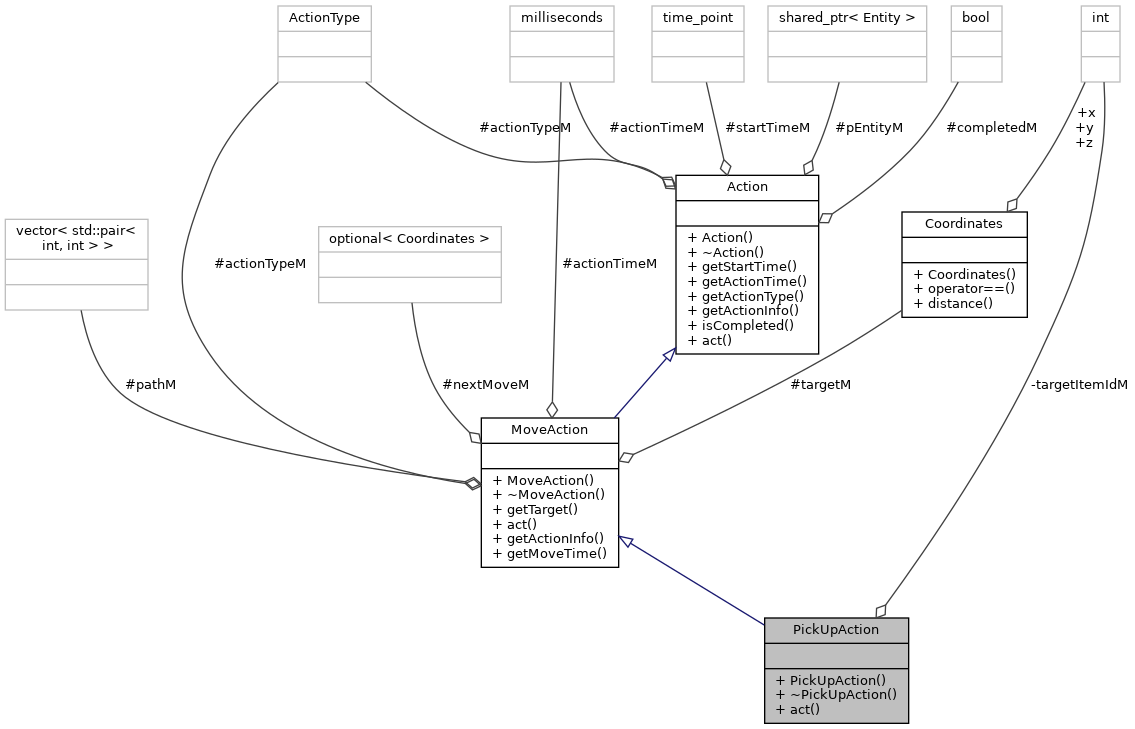 ActionType
milliseconds
time_point
shared_ptr< Entity >
bool
int
#actionTypeM
#actionTimeM
#startTimeM
#pEntityM
#completedM
+x
+y
+z
Action
+ Action()
+ ~Action()
+ getStartTime()
+ getActionTime()
+ getActionType()
+ getActionInfo()
+ isCompleted()
+ act()
Coordinates
+ Coordinates()
+ operator==()
+ distance()
vector< std::pair<
int, int > >
optional< Coordinates >
#actionTypeM
#actionTimeM
#pathM
#nextMoveM
#targetM
-targetItemIdM
MoveAction
+ MoveAction()
+ ~MoveAction()
+ getTarget()
+ act()
+ getActionInfo()
+ getMoveTime()
PickUpAction
+ PickUpAction()
+ ~PickUpAction()
+ act()